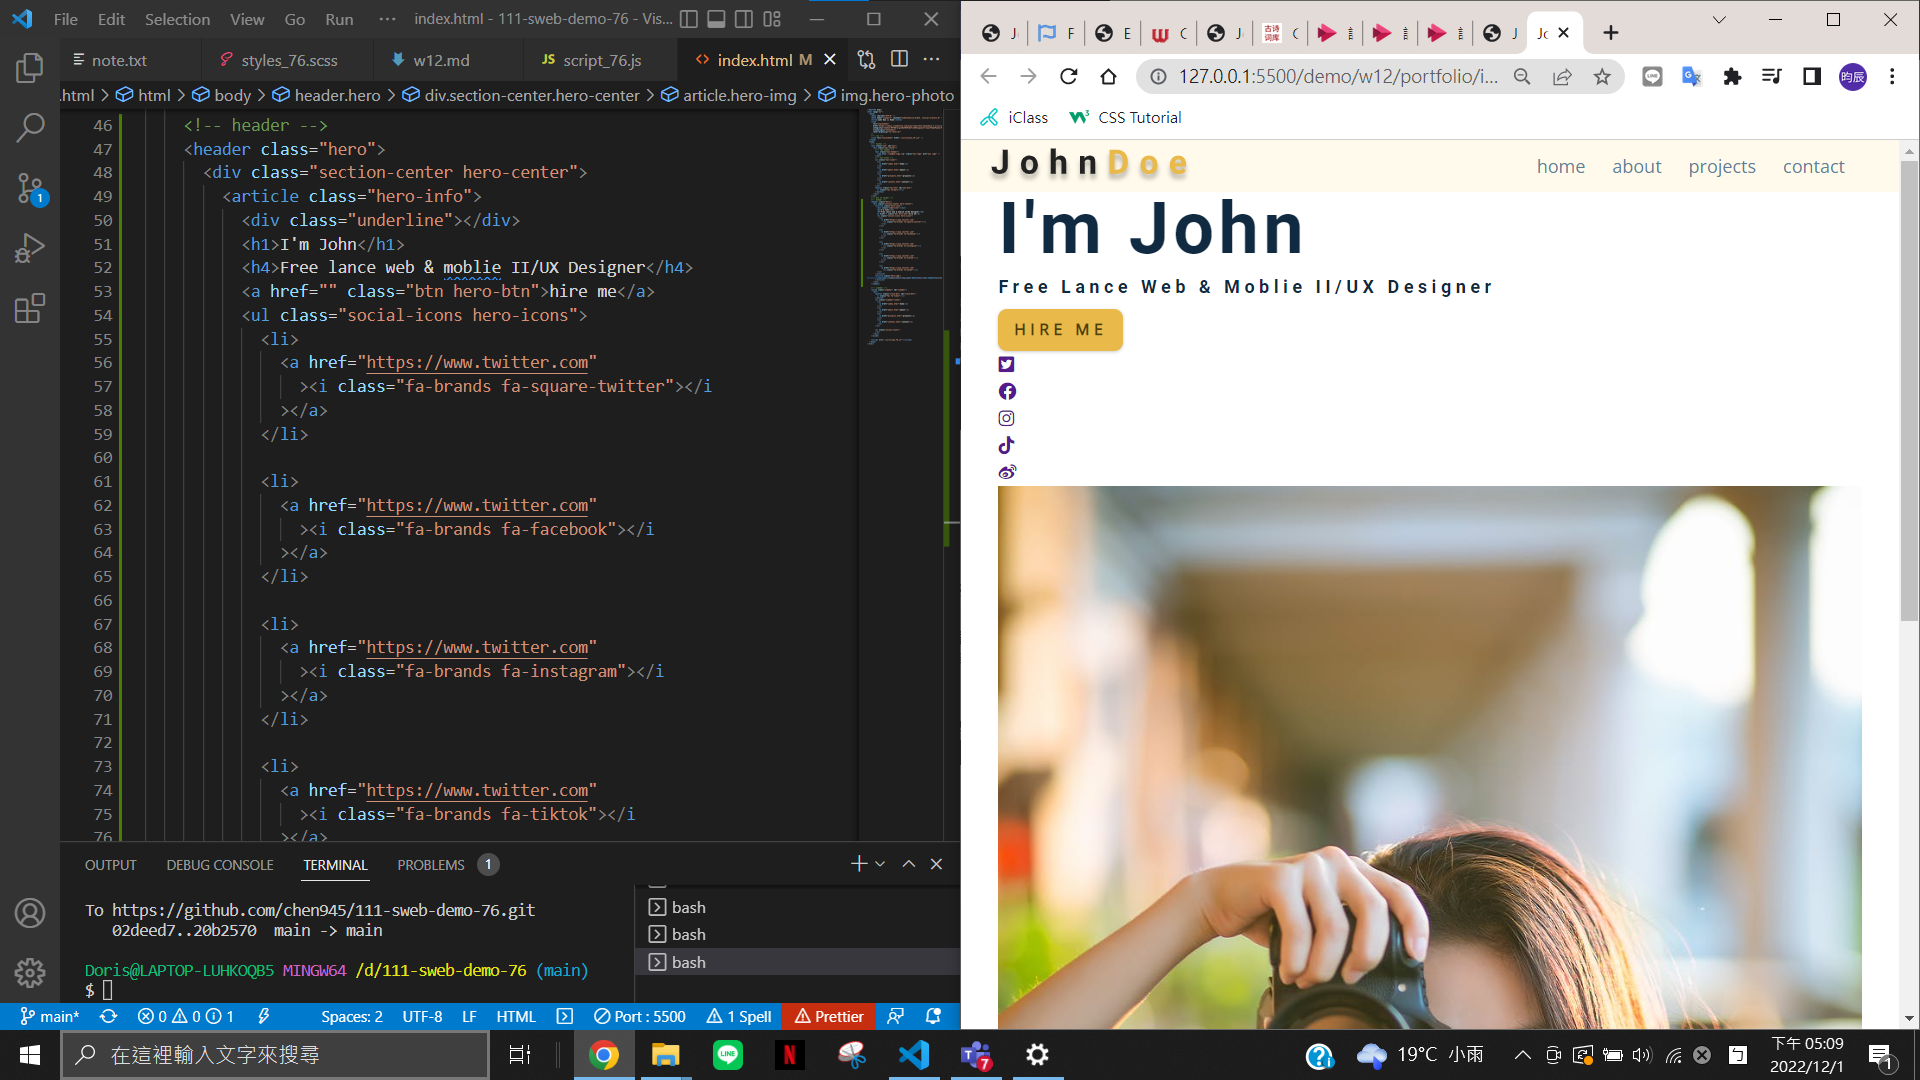 File Edit Selection View Go Run ··· index.html - 111-sweb-demo-76 - Vis...
note.txt styles_76.scss w12.md JS script_76.js index.html M
.html > html > body > header.hero > div.section-center.hero-center > article.hero-img > img.hero-photo
46 <!-- header -->
47 <header class="hero">
48 <div class="section-center hero-center">
49 <article class="hero-info">
50 <div class="underline"></div>
51 <h1>I'm John</h1>
52 <h4>Free lance web & moblie II/UX Designer</h4>
53 <a href="" class="btn hero-btn">hire me</a>
54 <ul class="social-icons hero-icons">
55 <li>
56 <a href="https://www.twitter.com"
57 ><i class="fa-brands fa-square-twitter"></i
58 ></a>
59 </li>
60
61 <li>
62 <a href="https://www.twitter.com"
63 ><i class="fa-brands fa-facebook"></i
64 ></a>
65 </li>
66
67 <li>
68 <a href="https://www.twitter.com"
69 ><i class="fa-brands fa-instagram"></i
70 ></a>
71 </li>
72
73 <li>
74 <a href="https://www.twitter.com"
75 ><i class="fa-brands fa-tiktok"></i
76 ></a>
OUTPUT DEBUG CONSOLE TERMINAL PROBLEMS 1
To https://github.com/chen945/111-sweb-demo-76.git
02deed7..20b2570 main -> main
Doris@LAPTOP-LUHKOQB5 MINGW64 /d/111-sweb-demo-76 (main)
$
bash
bash
bash
main* 0 0 1 Spaces: 2 UTF-8 LF HTML Port : 5500 1 Spell Prettier
127.0.0.1:5500/demo/w12/portfolio/i...
昀辰
iClass CSS Tutorial
JohnDoe
home about projects contact
I'm John
Free Lance Web & Moblie II/UX Designer
HIRE ME
在這裡輸入文字來搜尋
LINE
N
7
19°C 小雨
下午 05:09
2022/12/1
1